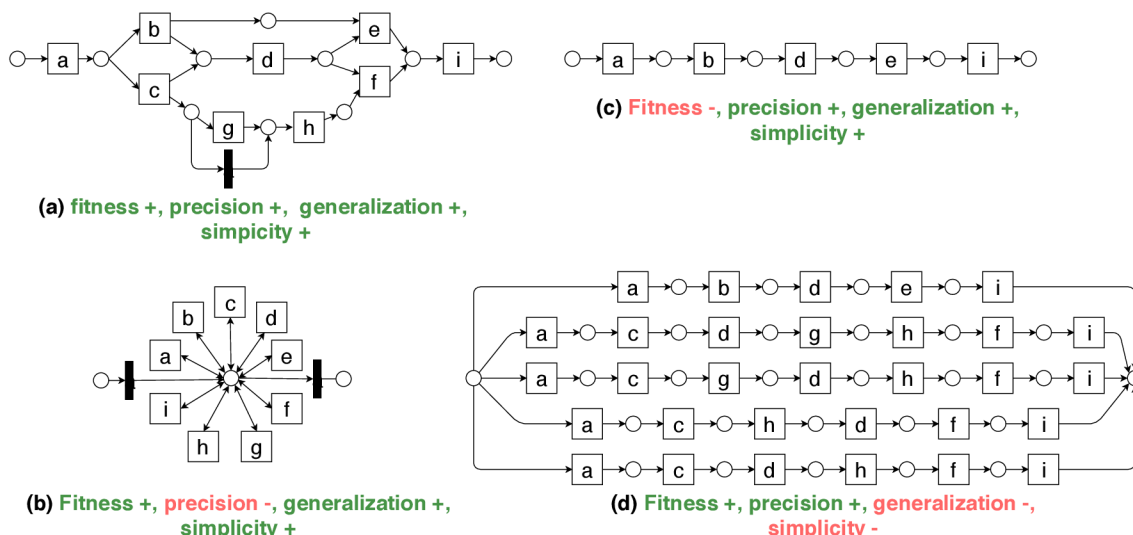 b
e
a
d
i
c
f
g
h
(a) fitness +, precision +, generalization +,
simpicity +
a b d e i
(c) Fitness -, precision +, generalization +,
simplicity +
c
b
d
a
e
i
f
h
g
(b) Fitness +, precision -, generalization +,
simplicity +
a b d e i
a c d g h f i
a c g d h f i
a c h d f i
a c d h f i
(d) Fitness +, precision +, generalization -,
simplicity -